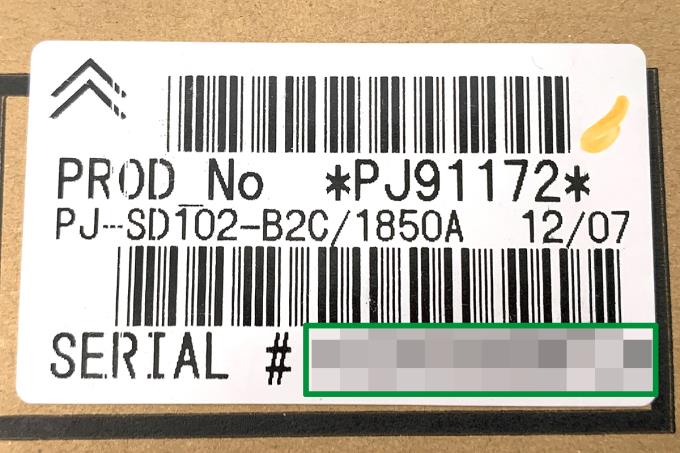 PROD_No *PJ91172*
PJ-SD102-B2C/1850A 12/07
SERIAL #